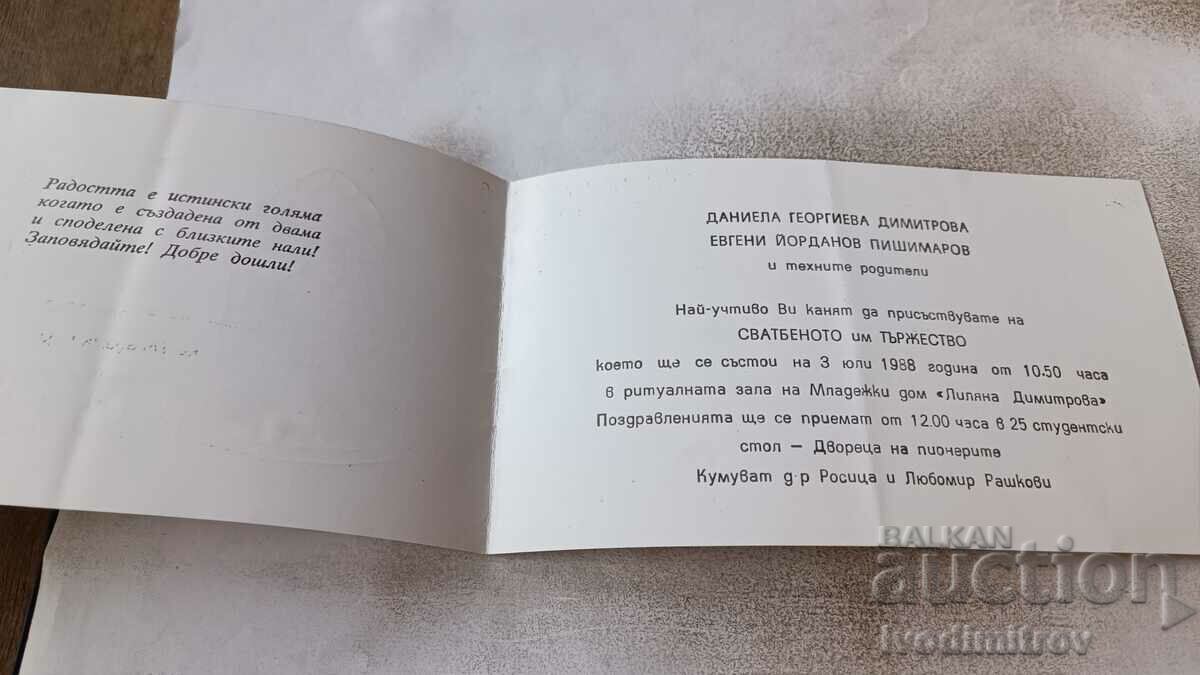 Радостта е истински голяма
когато е създадена от двама
и споделена с близките нали!
Заповядайте! Добре дошли!
ДАНИЕЛА ГЕОРГИЕВА ДИМИТРОВА
ЕВГЕНИ ЙОРДАНОВ ПИШИМАРОВ
и техните родители
Най-учтиво Ви канят да присъствувате на
СВАТБЕНОТО им ТЪРЖЕСТВО
което ще се състои на 3 юли 1988 година от 10.50 часа
в ритуалната зала на Младежки дом «Лиляна Димитрова»
Поздравленията ще се приемат от 12.00 часа в 25 студентски
стол – Двореца на пионерите
Кумуват д-р Росица и Любомир Рашкови
BALKAN
auction
ivodimitrov